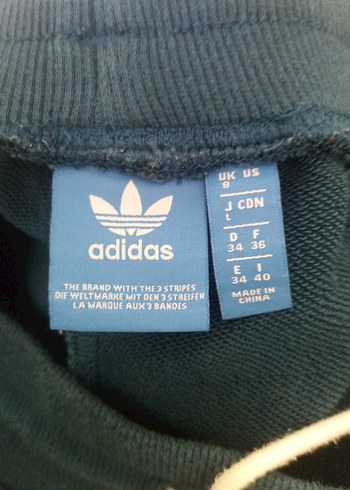 adidas
THE BRAND WITH THE 3 STRIPES
DIE WELTMARKE MIT DEN 3 STREIFEN
LA MARQUE AUX 3 BANDES
UK US
8
J CDN
L
D F
34 36
E I
34 40
MADE IN
CHINA